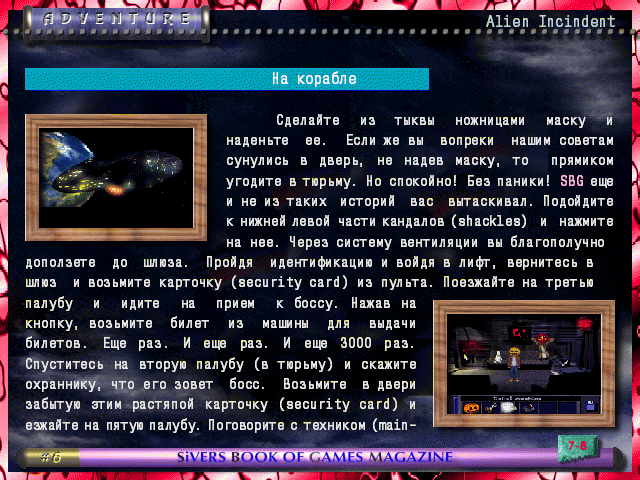 ADVENTURE
Alien Incindent
На корабле
Сделайте из тыквы ножницами маску и
наденьте ее. Если же вы вопреки нашим советам
сунулись в дверь, не надев маску, то прямиком
угодите в тюрьму. Но спокойно! Без паники! SBG еще
и не из таких историй вас вытаскивал. Подойдите
к нижней левой части кандалов (shackles) и нажмите
на нее. Через систему вентиляции вы благополучно
доползете до шлюза. Пройдя идентификацию и войдя в лифт, вернитесь в
шлюз и возьмите карточку (security card) из пульта. Поезжайте на третью
палубу и идите на прием к боссу. Нажав на
кнопку, возьмите билет из машины для выдачи
билетов. Еще раз. И еще раз. И еще 3000 раз.
Спуститесь на вторую палубу (в тюрьму) и скажите
охраннику, что его зовет босс. Возьмите в двери
забытую этим растяпой карточку (security card) и
езжайте на пятую палубу. Поговорите с техником (main-
#6
SiVERS BOOK OF GAMES MAGAZINE
7-8